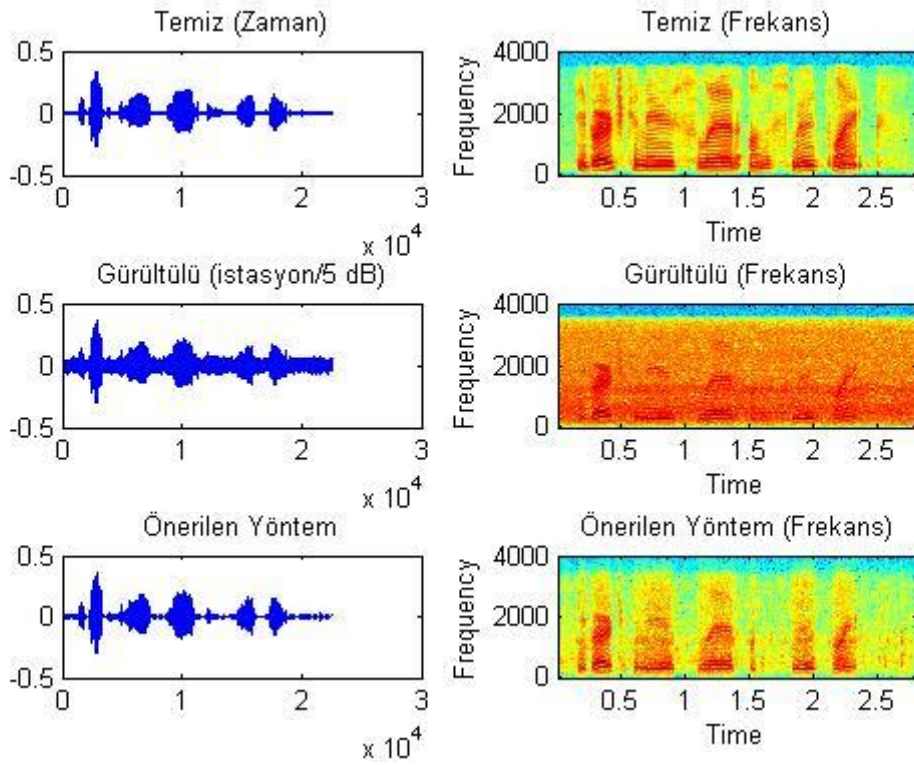 Temiz (Zaman)
0.5
0
-0.5
0 1 2 3
x 10^4
Temiz (Frekans)
Frequency
4000
2000
0
0.5 1 1.5 2 2.5
Time
Gürültülü (istasyon/5 dB)
0.5
0
-0.5
0 1 2 3
x 10^4
Gürültülü (Frekans)
Frequency
4000
2000
0
0.5 1 1.5 2 2.5
Time
Önerilen Yöntem
0.5
0
-0.5
0 1 2 3
x 10^4
Önerilen Yöntem (Frekans)
Frequency
4000
2000
0
0.5 1 1.5 2 2.5
Time